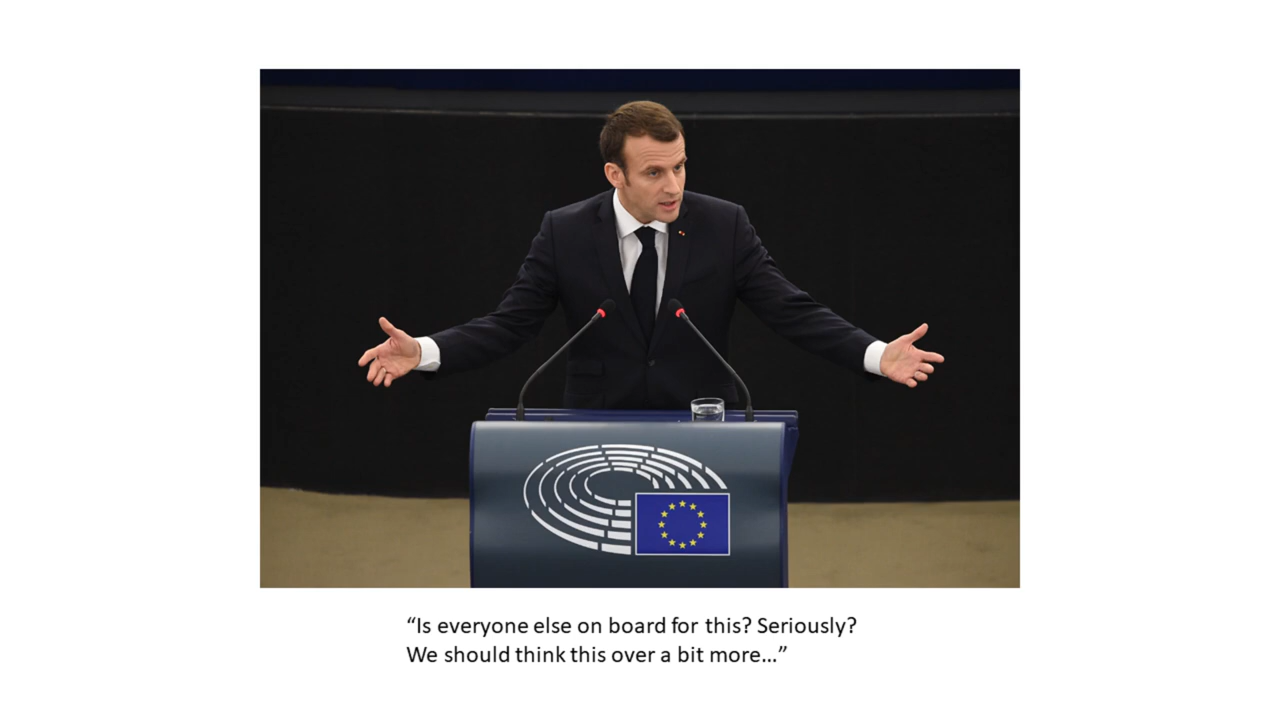 “Is everyone else on board for this? Seriously?
We should think this over a bit more…”